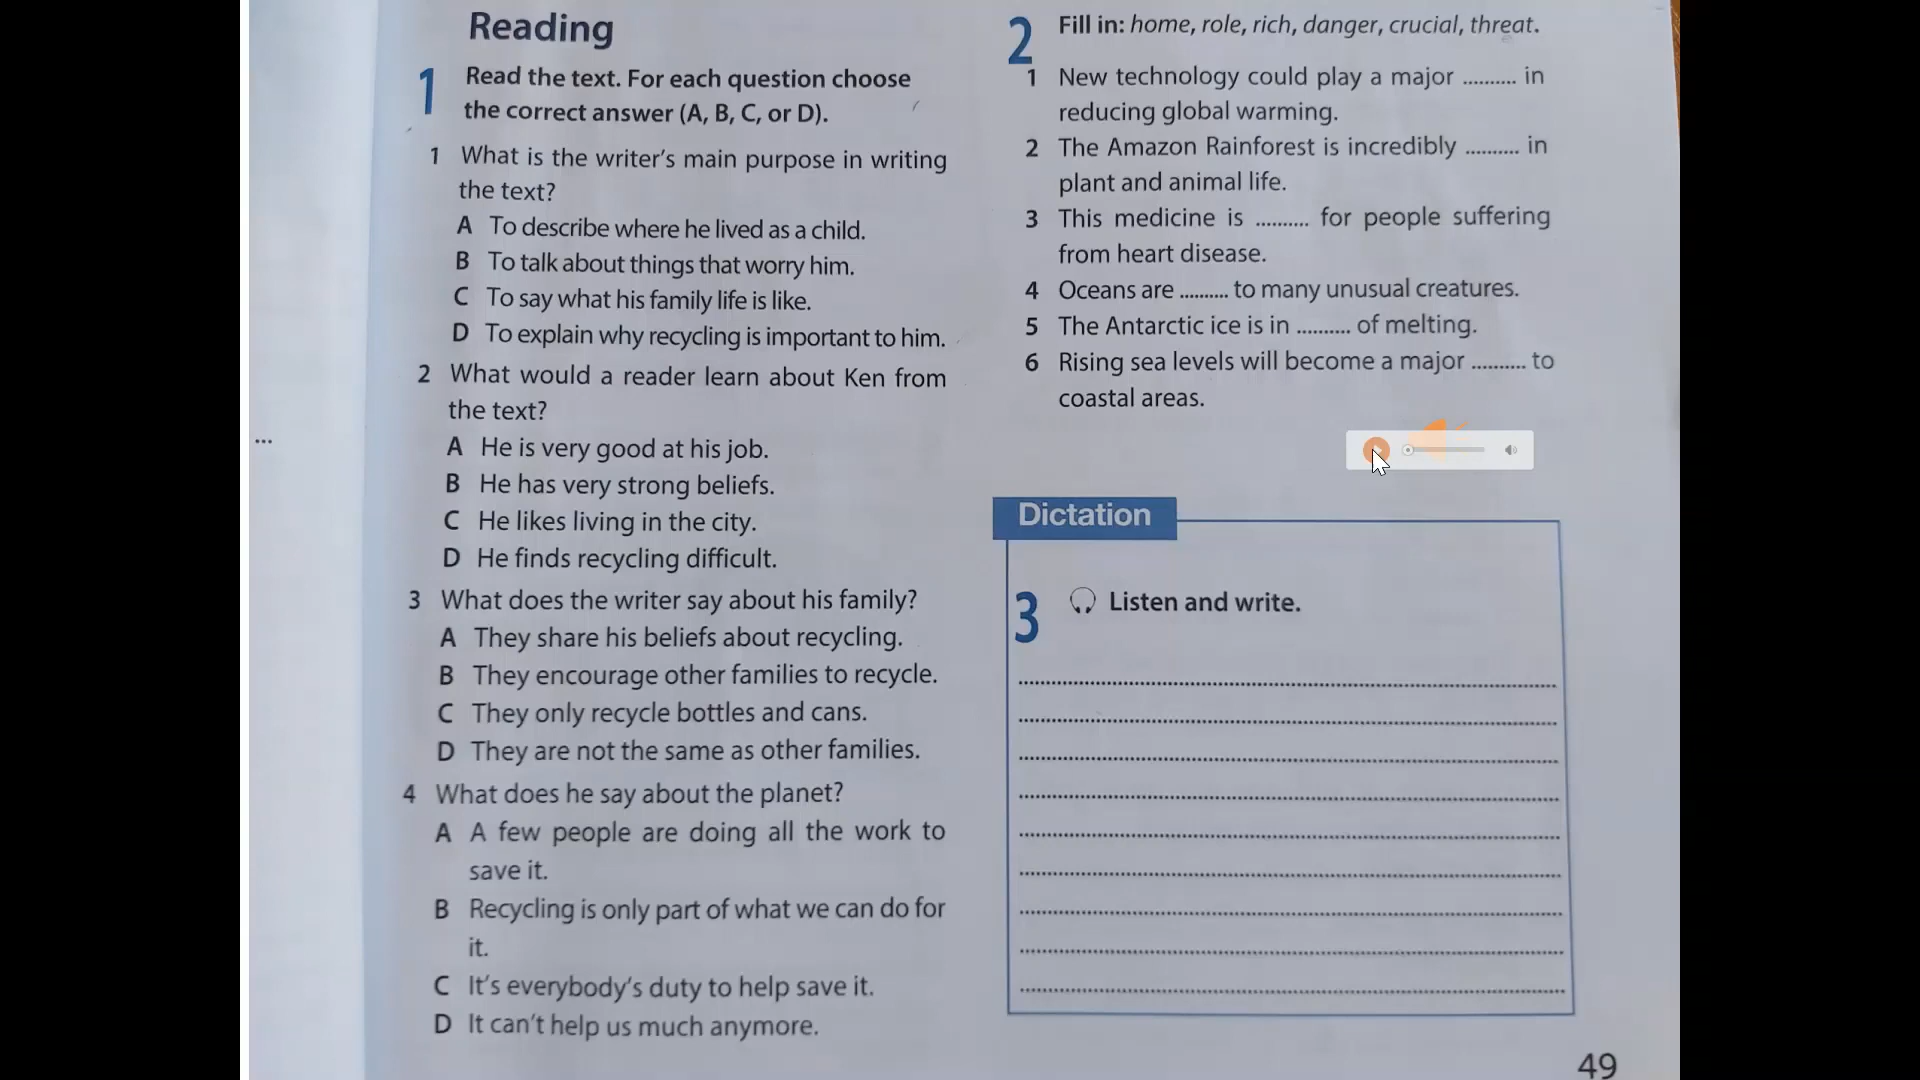 Reading
1 Read the text. For each question choose
the correct answer (A, B, C, or D).
1 What is the writer's main purpose in writing
the text?
A To describe where he lived as a child.
B To talk about things that worry him.
C To say what his family life is like.
D To explain why recycling is important to him.
2 What would a reader learn about Ken from
the text?
A He is very good at his job.
B He has very strong beliefs.
C He likes living in the city.
D He finds recycling difficult.
3 What does the writer say about his family?
A They share his beliefs about recycling.
B They encourage other families to recycle.
C They only recycle bottles and cans.
D They are not the same as other families.
4 What does he say about the planet?
A A few people are doing all the work to
save it.
B Recycling is only part of what we can do for
it.
C It's everybody's duty to help save it.
D It can't help us much anymore.
2 Fill in: home, role, rich, danger, crucial, threat.
1 New technology could play a major .......... in
reducing global warming.
2 The Amazon Rainforest is incredibly .......... in
plant and animal life.
3 This medicine is .......... for people suffering
from heart disease.
4 Oceans are .......... to many unusual creatures.
5 The Antarctic ice is in .......... of melting.
6 Rising sea levels will become a major .......... to
coastal areas.
Dictation
3 Listen and write.
49
...